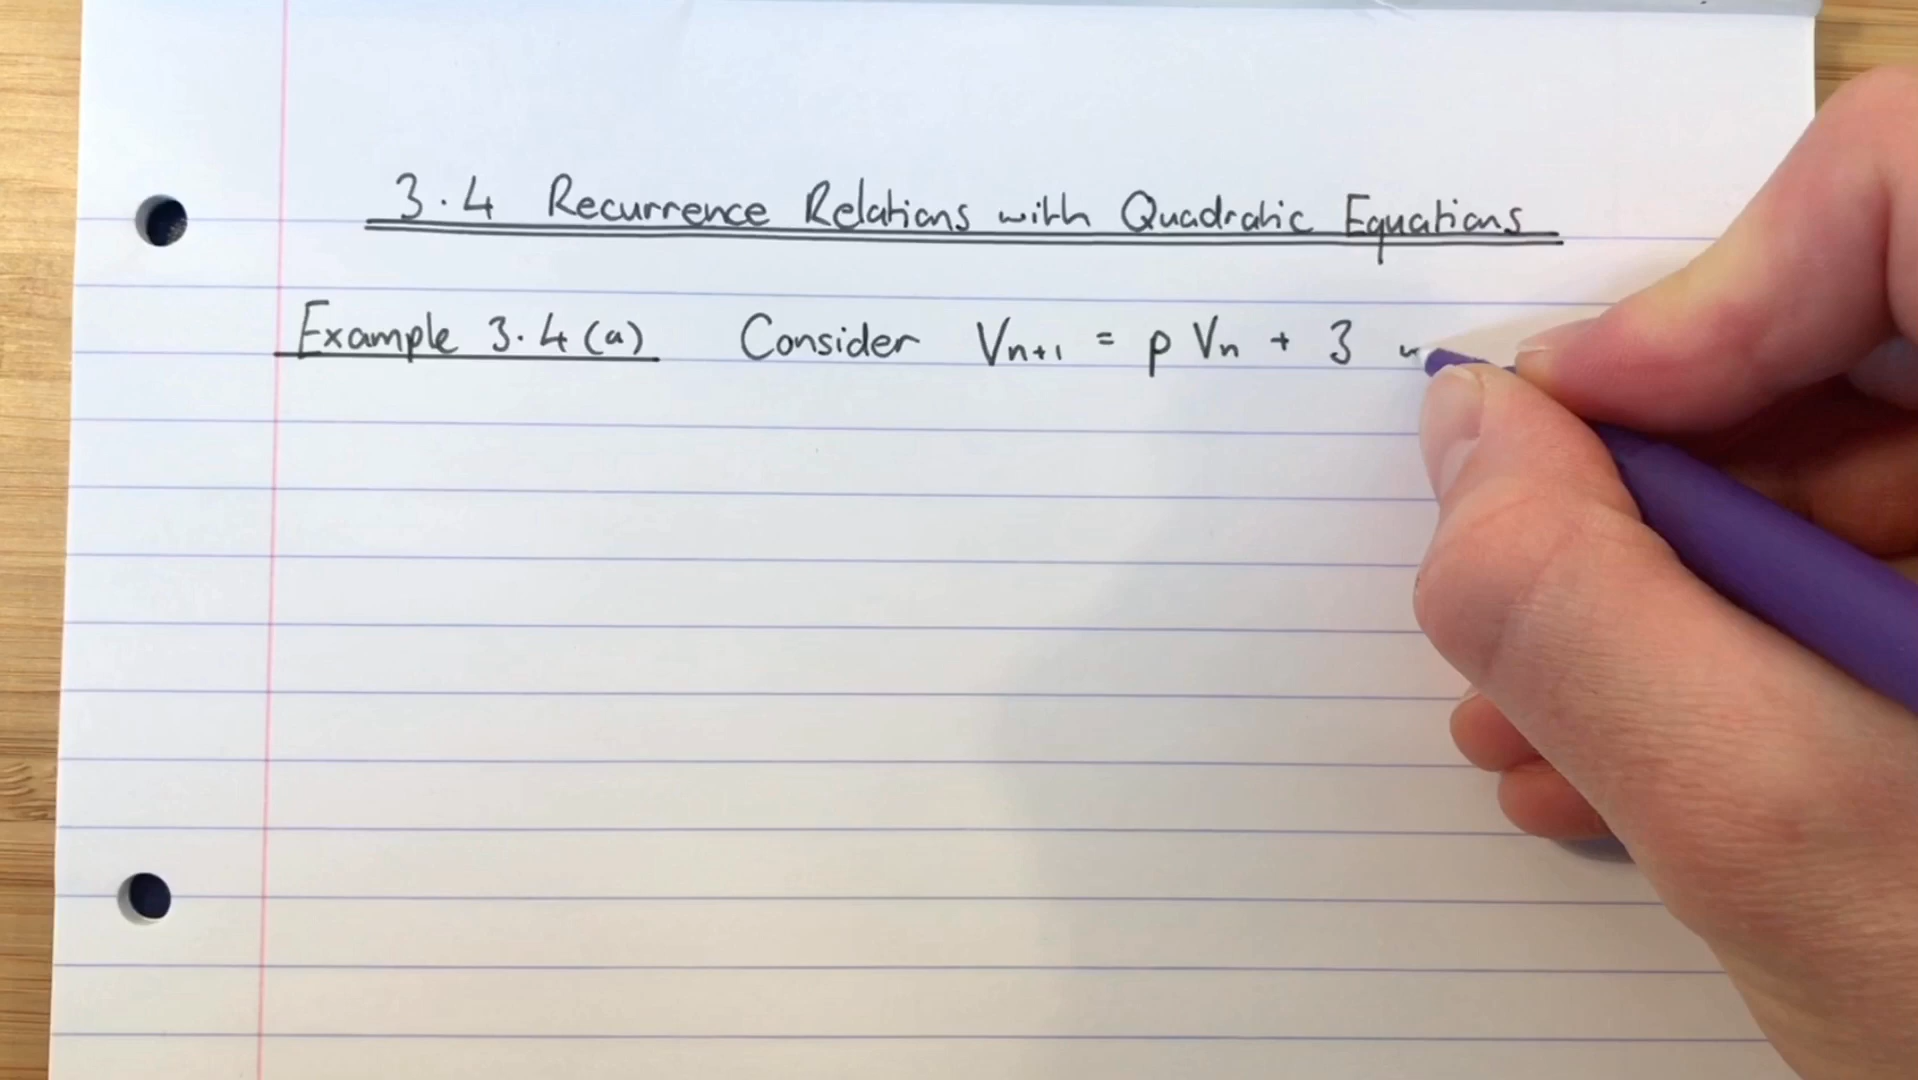 3.4 Recurrence Relations with Quadratic Equations
Example 3.4 (a) Consider Vn+1 = p Vn + 3